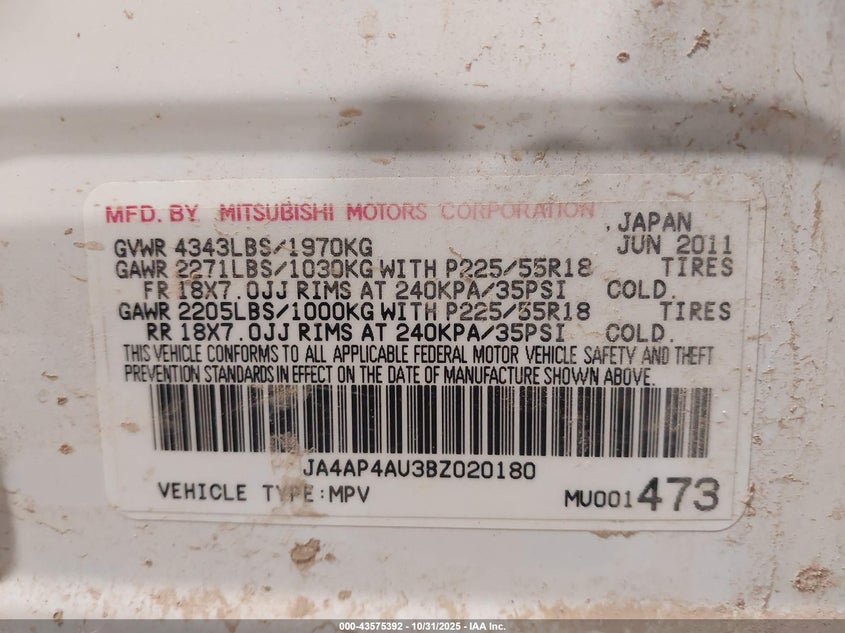 MFD. BY MITSUBISHI MOTORS CORPORATION, JAPAN
GVWR 4343LBS/1970KG JUN 2011
GAWR 2271LBS/1030KG WITH P225/55R18 TIRES
FR 18X7.0JJ RIMS AT 240KPA/35PSI COLD.
GAWR 2205LBS/1000KG WITH P225/55R18 TIRES
RR 18X7.0JJ RIMS AT 240KPA/35PSI COLD.
THIS VEHICLE CONFORMS TO ALL APPLICABLE FEDERAL MOTOR VEHICLE SAFETY AND THEFT
PREVENTION STANDARDS IN EFFECT ON THE DATE OF MANUFACTURE SHOWN ABOVE.
JA4AP4AU3BZ020180
VEHICLE TYPE:MPV MU001473
000-43575392 - 10/31/2025 - IAA Inc.